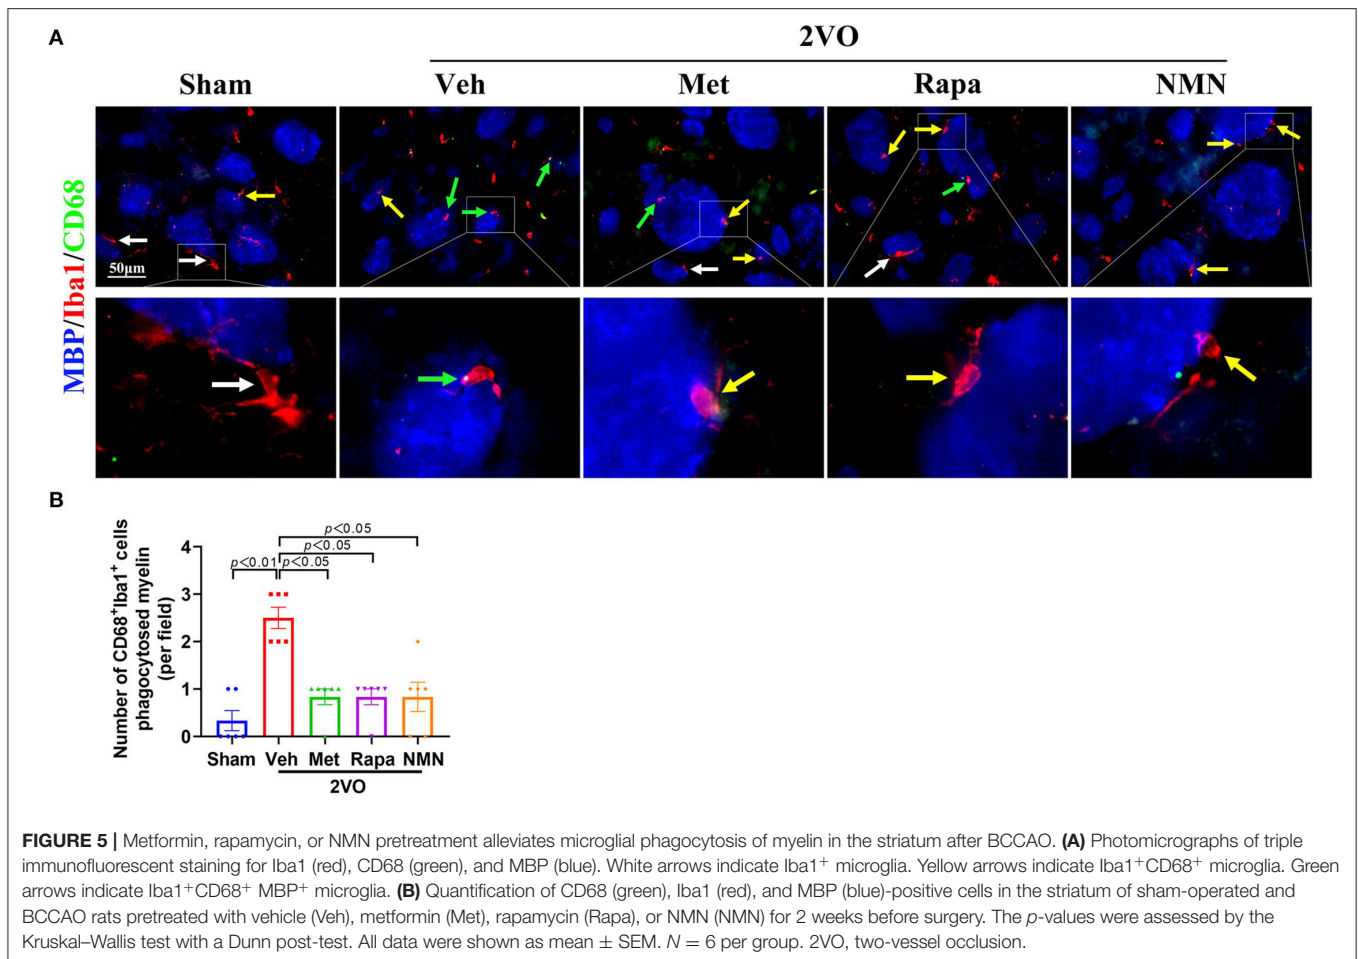 A
2VO
Sham Veh Met Rapa NMN
MBP/Iba1/CD68
50μm
B
Number of CD68+Iba1+ cells
phagocytosed myelin
(per field)
4
3
2
1
0
p<0.05
p<0.05
p<0.01 p<0.05
Sham Veh Met Rapa NMN
2VO
FIGURE 5 | Metformin, rapamycin, or NMN pretreatment alleviates microglial phagocytosis of myelin in the striatum after BCCAO. (A) Photomicrographs of triple
immunofluorescent staining for Iba1 (red), CD68 (green), and MBP (blue). White arrows indicate Iba1+ microglia. Yellow arrows indicate Iba1+CD68+ microglia. Green
arrows indicate Iba1+CD68+ MBP+ microglia. (B) Quantification of CD68 (green), Iba1 (red), and MBP (blue)-positive cells in the striatum of sham-operated and
BCCAO rats pretreated with vehicle (Veh), metformin (Met), rapamycin (Rapa), or NMN (NMN) for 2 weeks before surgery. The p-values were assessed by the
Kruskal–Wallis test with a Dunn post-test. All data were shown as mean ± SEM. N = 6 per group. 2VO, two-vessel occlusion.